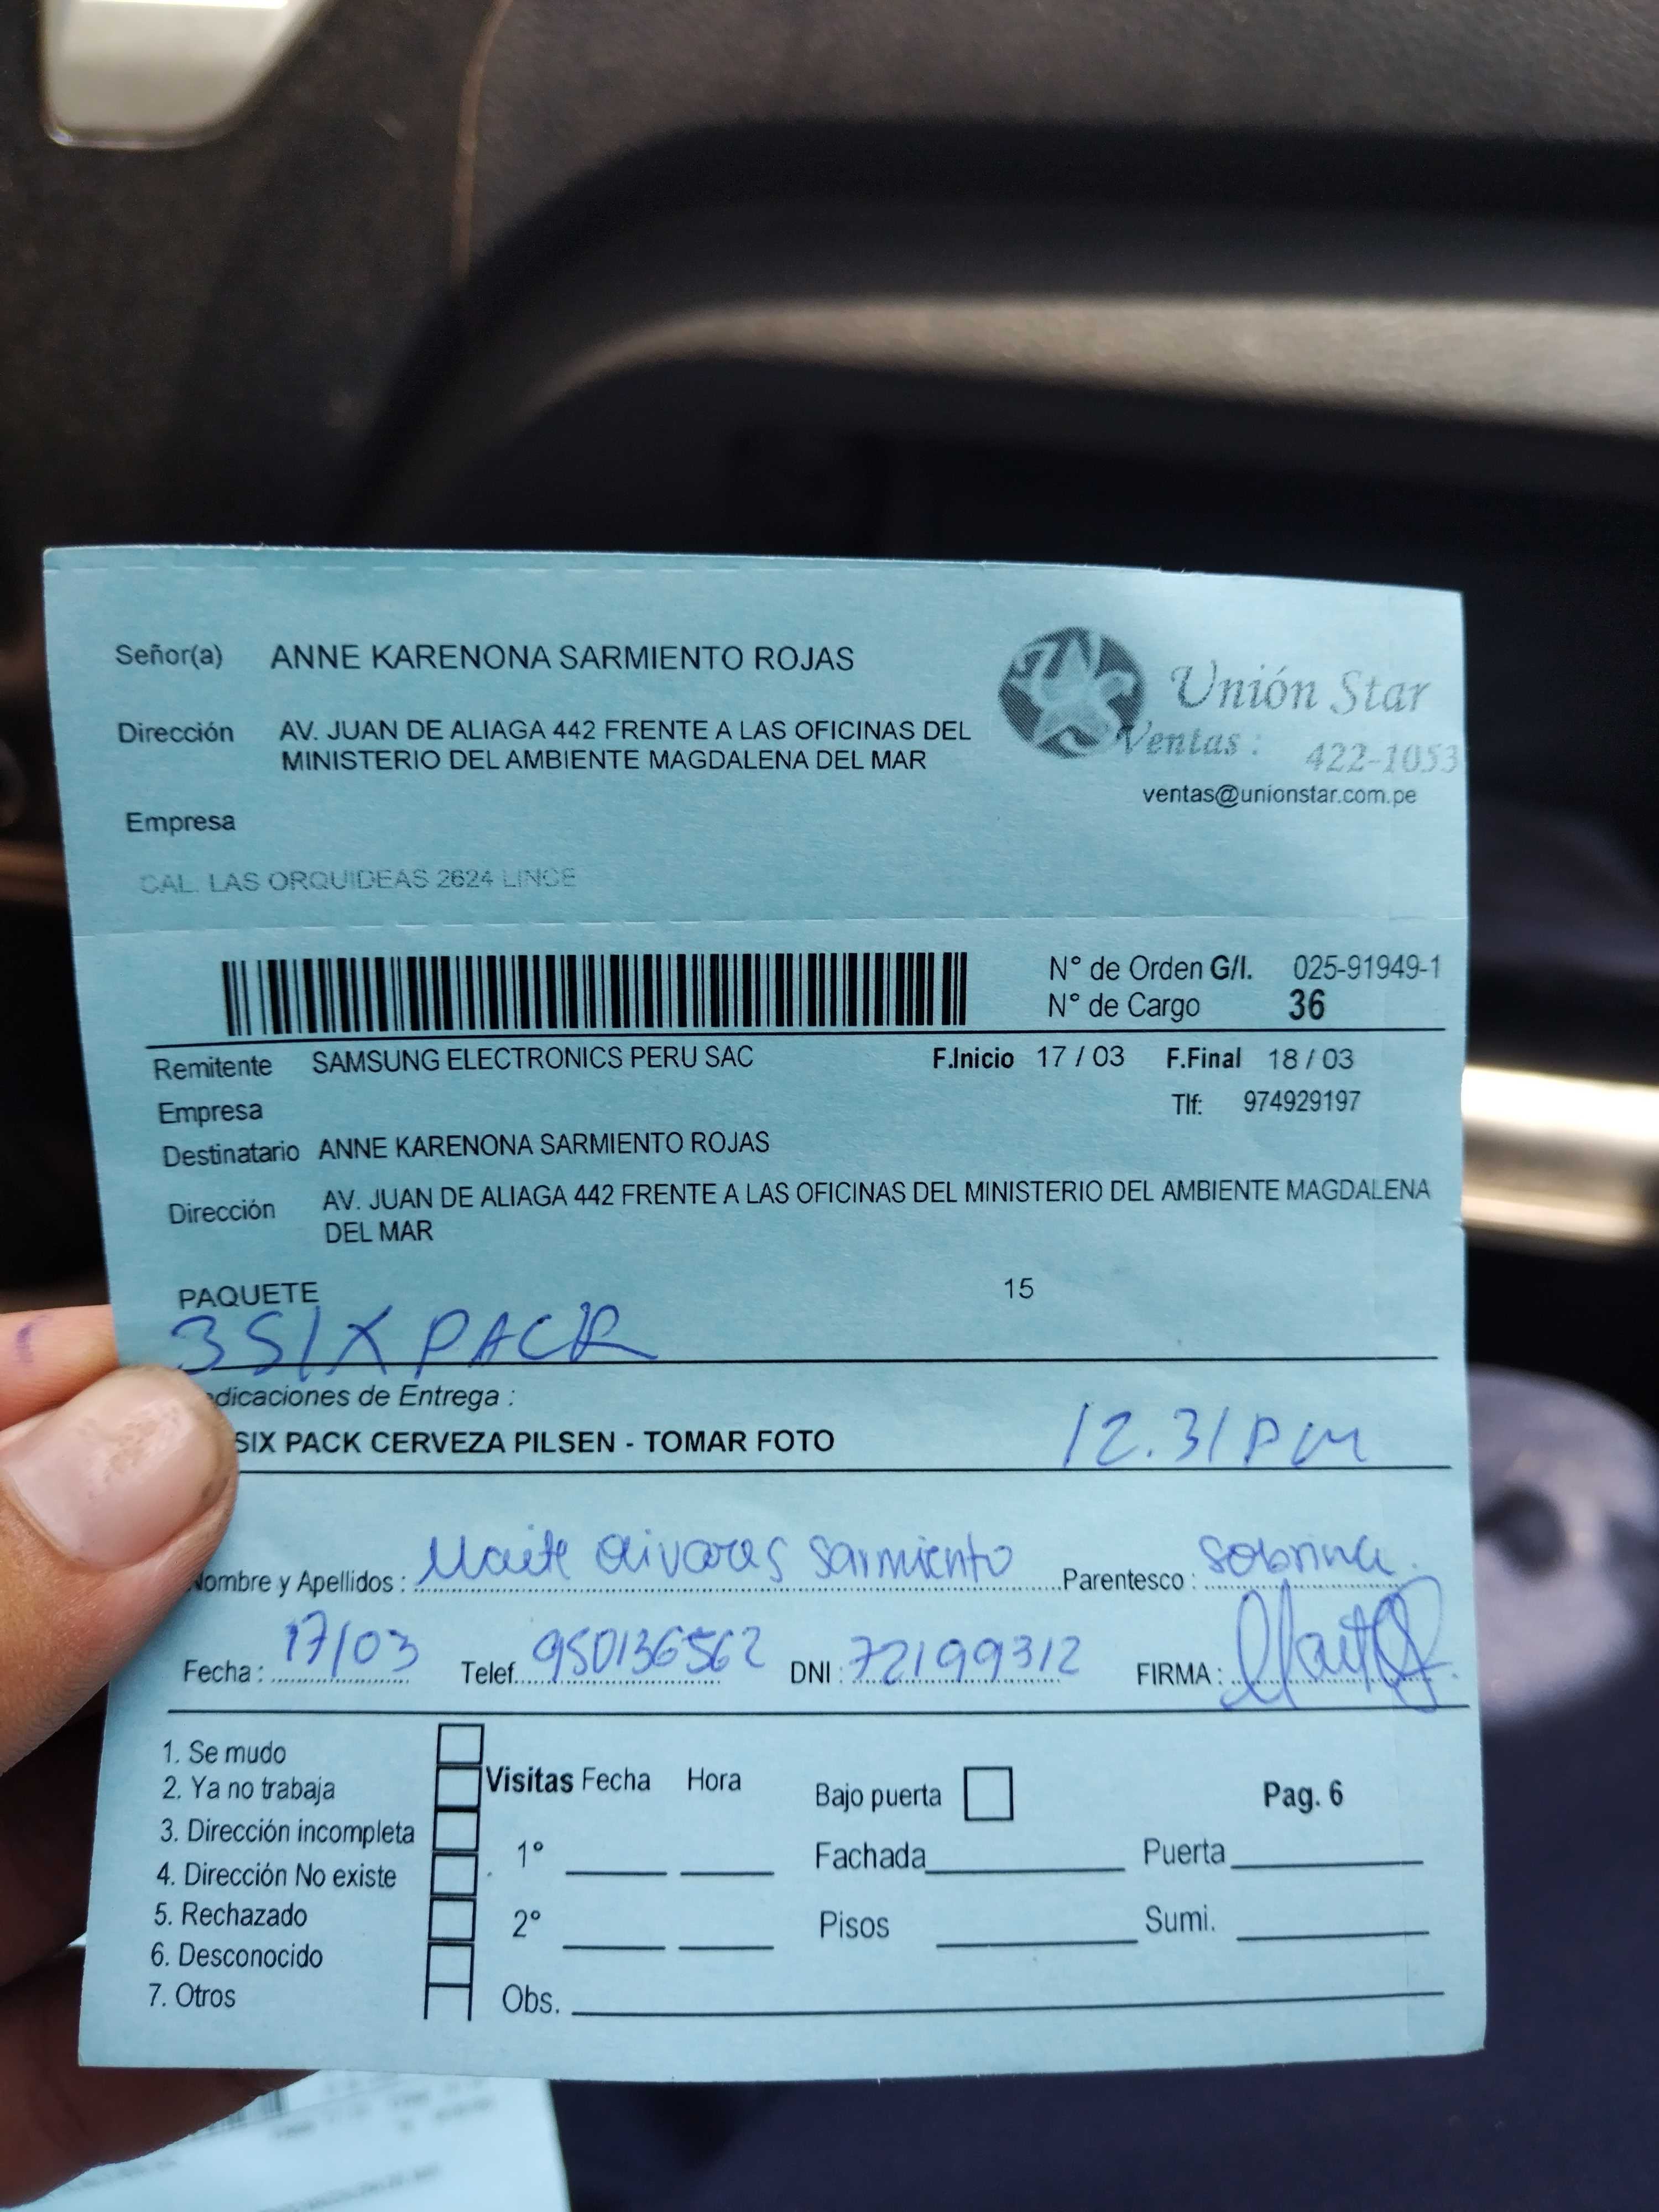 Señor(a) ANNE KARENONA SARMIENTO ROJAS
Unión Star
Dirección AV. JUAN DE ALIAGA 442 FRENTE A LAS OFICINAS DEL
MINISTERIO DEL AMBIENTE MAGDALENA DEL MAR
Ventas : 422-1053
ventas@unionstar.com.pe
Empresa
CAL. LAS ORQUIDEAS 2624 LINCE
N° de Orden G/I. 025-91949-1
N° de Cargo 36
Remitente SAMSUNG ELECTRONICS PERU SAC F.Inicio 17 / 03 F.Final 18 / 03
Empresa Tlf: 974929197
Destinatario ANNE KARENONA SARMIENTO ROJAS
Dirección AV. JUAN DE ALIAGA 442 FRENTE A LAS OFICINAS DEL MINISTERIO DEL AMBIENTE MAGDALENA
DEL MAR
PAQUETE 15
3 SIX PACK
dicaciones de Entrega :
SIX PACK CERVEZA PILSEN - TOMAR FOTO 12.31 PM
ombre y Apellidos : Maite Olivares Sarmiento Parentesco : Sobrina.
Fecha : 17/03 Telef. 950136562 DNI : 72199312 FIRMA :
1. Se mudo
2. Ya no trabaja
3. Dirección incompleta
4. Dirección No existe
5. Rechazado
6. Desconocido
7. Otros
Visitas Fecha Hora
1°
2°
Obs.
Bajo puerta Pag. 6
Fachada Puerta
Pisos Sumi.